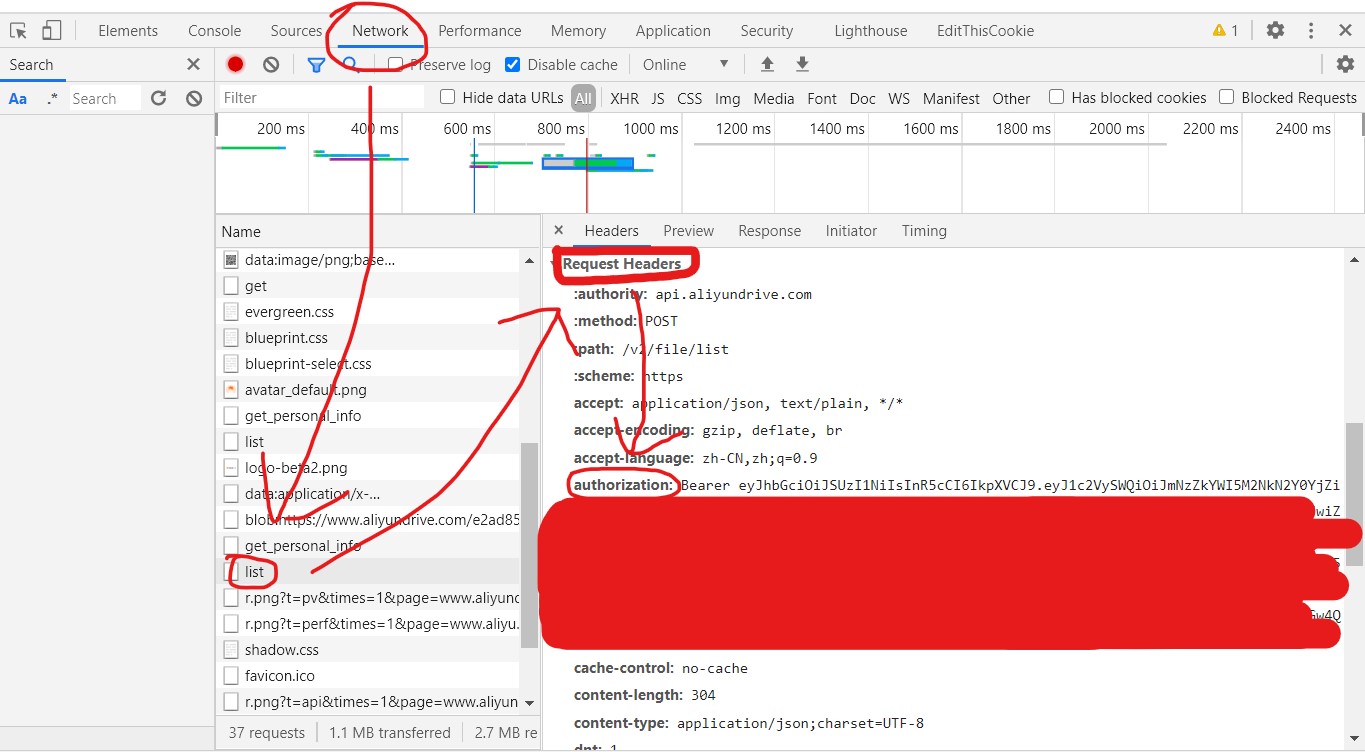 Elements Console Sources Network Performance Memory Application Security Lighthouse EditThisCookie 1
Search
Preserve log Disable cache Online
Aa .* Search
Filter Hide data URLs All XHR JS CSS Img Media Font Doc WS Manifest Other Has blocked cookies Blocked Requests
200 ms 400 ms 600 ms 800 ms 1000 ms 1200 ms 1400 ms 1600 ms 1800 ms 2000 ms 2200 ms 2400 ms
Name
data:image/png;base...
get
evergreen.css
blueprint.css
blueprint-select.css
avatar_default.png
get_personal_info
list
logo-beta2.png
data:application/x-...
blob:https://www.aliyundrive.com/e2ad85
get_personal_info
list
r.png?t=pv&times=1&page=www.aliyund
r.png?t=perf&times=1&page=www.aliyu.
shadow.css
favicon.ico
r.png?t=api&times=1&page=www.aliyun
37 requests 1.1 MB transferred 2.7 MB re
Headers Preview Response Initiator Timing
Request Headers
:authority: api.aliyundrive.com
:method: POST
:path: /v2/file/list
:scheme: https
accept: application/json, text/plain, */*
accept-encoding: gzip, deflate, br
accept-language: zh-CN,zh;q=0.9
authorization: Bearer eyJhbGciOiJSUzI1NiIsInR5cCI6IkpXVCJ9.eyJ1c2VySWQiOiJmNzZkYWI5M2NkN2Y0YjZi
wiZ
w4Q
cache-control: no-cache
content-length: 304
content-type: application/json;charset=UTF-8
dnt: 1